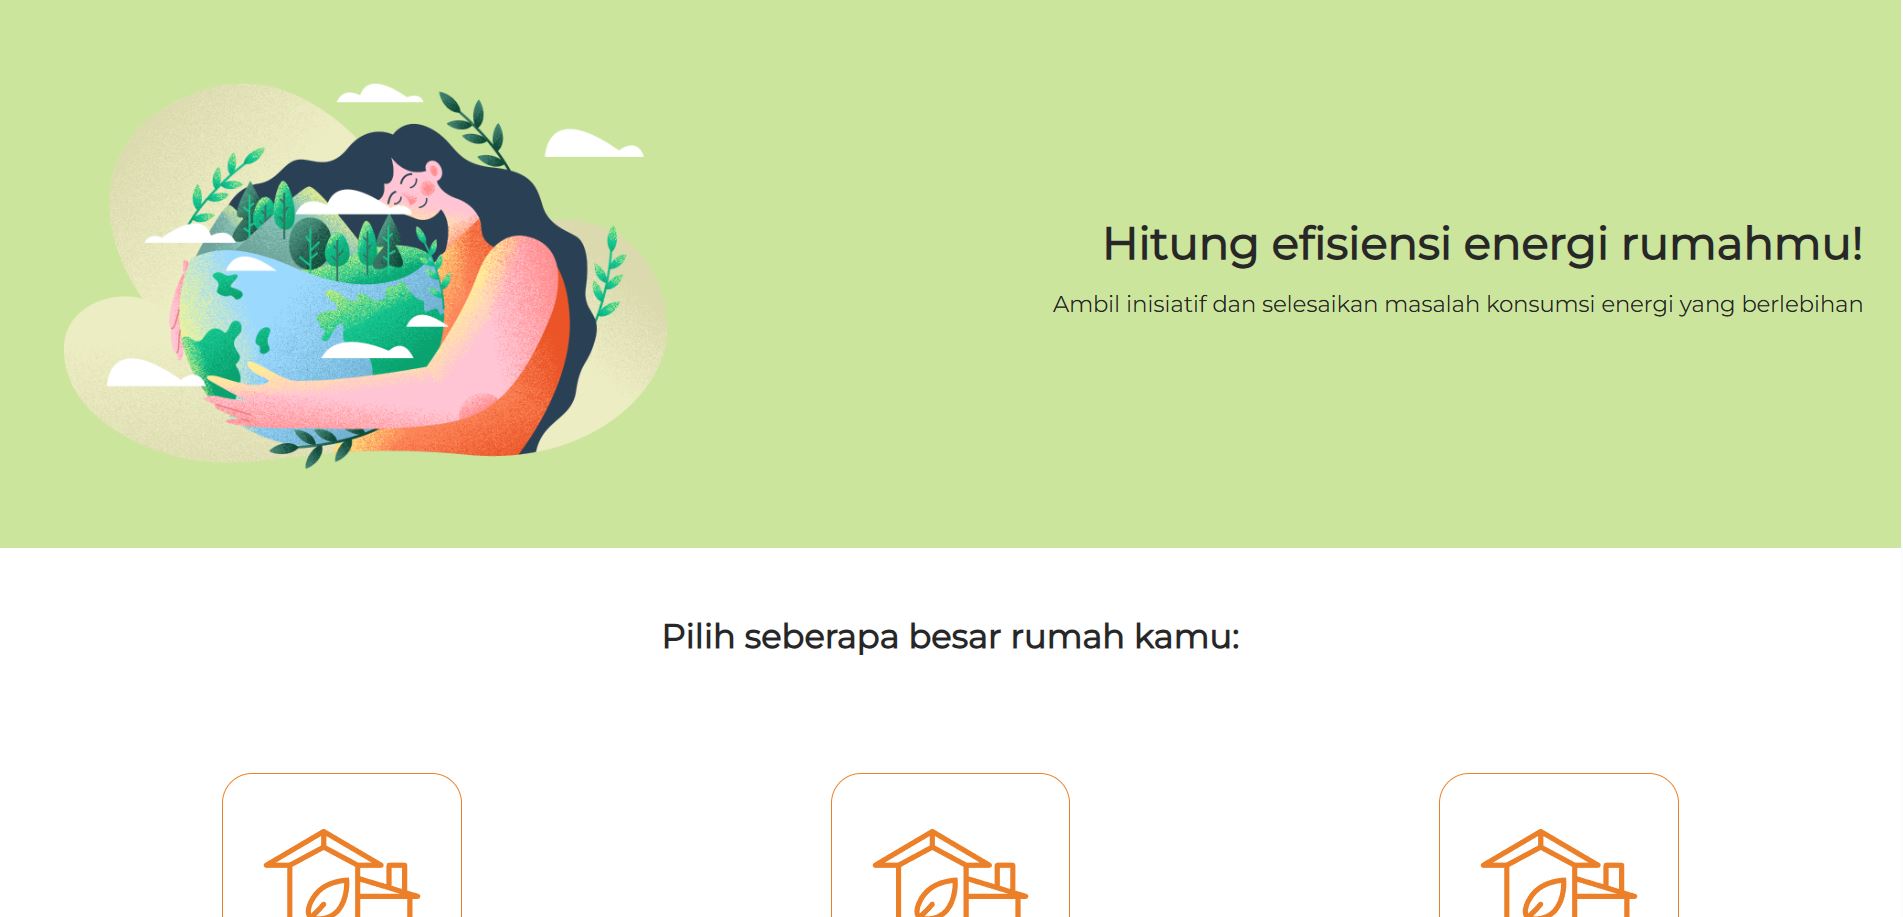 Hitung efisiensi energi rumahmu!
Ambil inisiatif dan selesaikan masalah konsumsi energi yang berlebihan
Pilih seberapa besar rumah kamu: